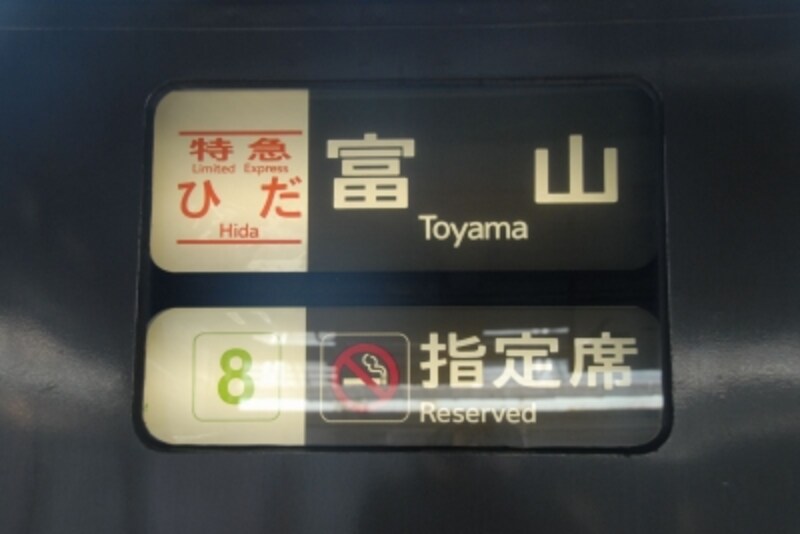 特急
Limited Express
ひだ
Hida
富山
Toyama
8
指定席
Reserved